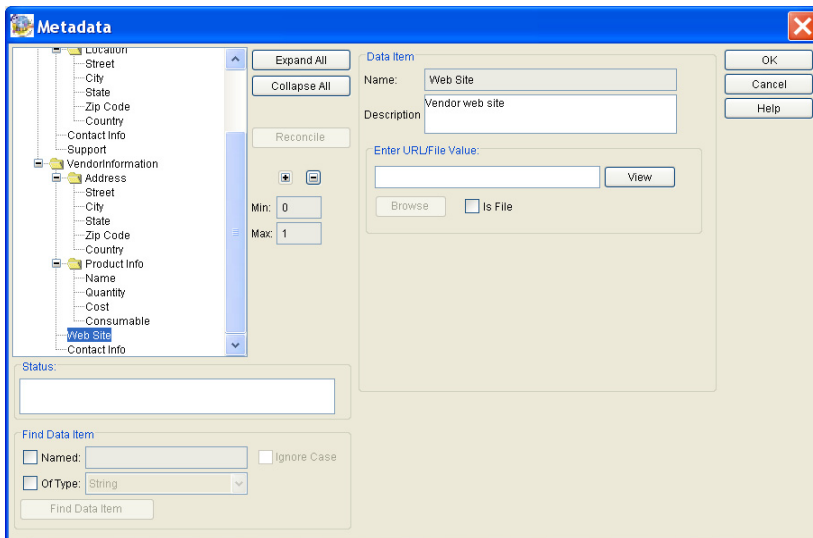 Metadata
Location
Street
City
State
Zip Code
Country
Contact Info
Support
VendorInformation
Address
Street
City
State
Zip Code
Country
Product Info
Name
Quantity
Cost
Consumable
Web Site
Contact Info
Expand All
Collapse All
Reconcile
Min: 0
Max: 1
Data Item
Name: Web Site
Description Vendor web site
Enter URL/File Value:
View
Browse Is File
OK
Cancel
Help
Status:
Find Data Item
Named: Ignore Case
Of Type: String
Find Data Item